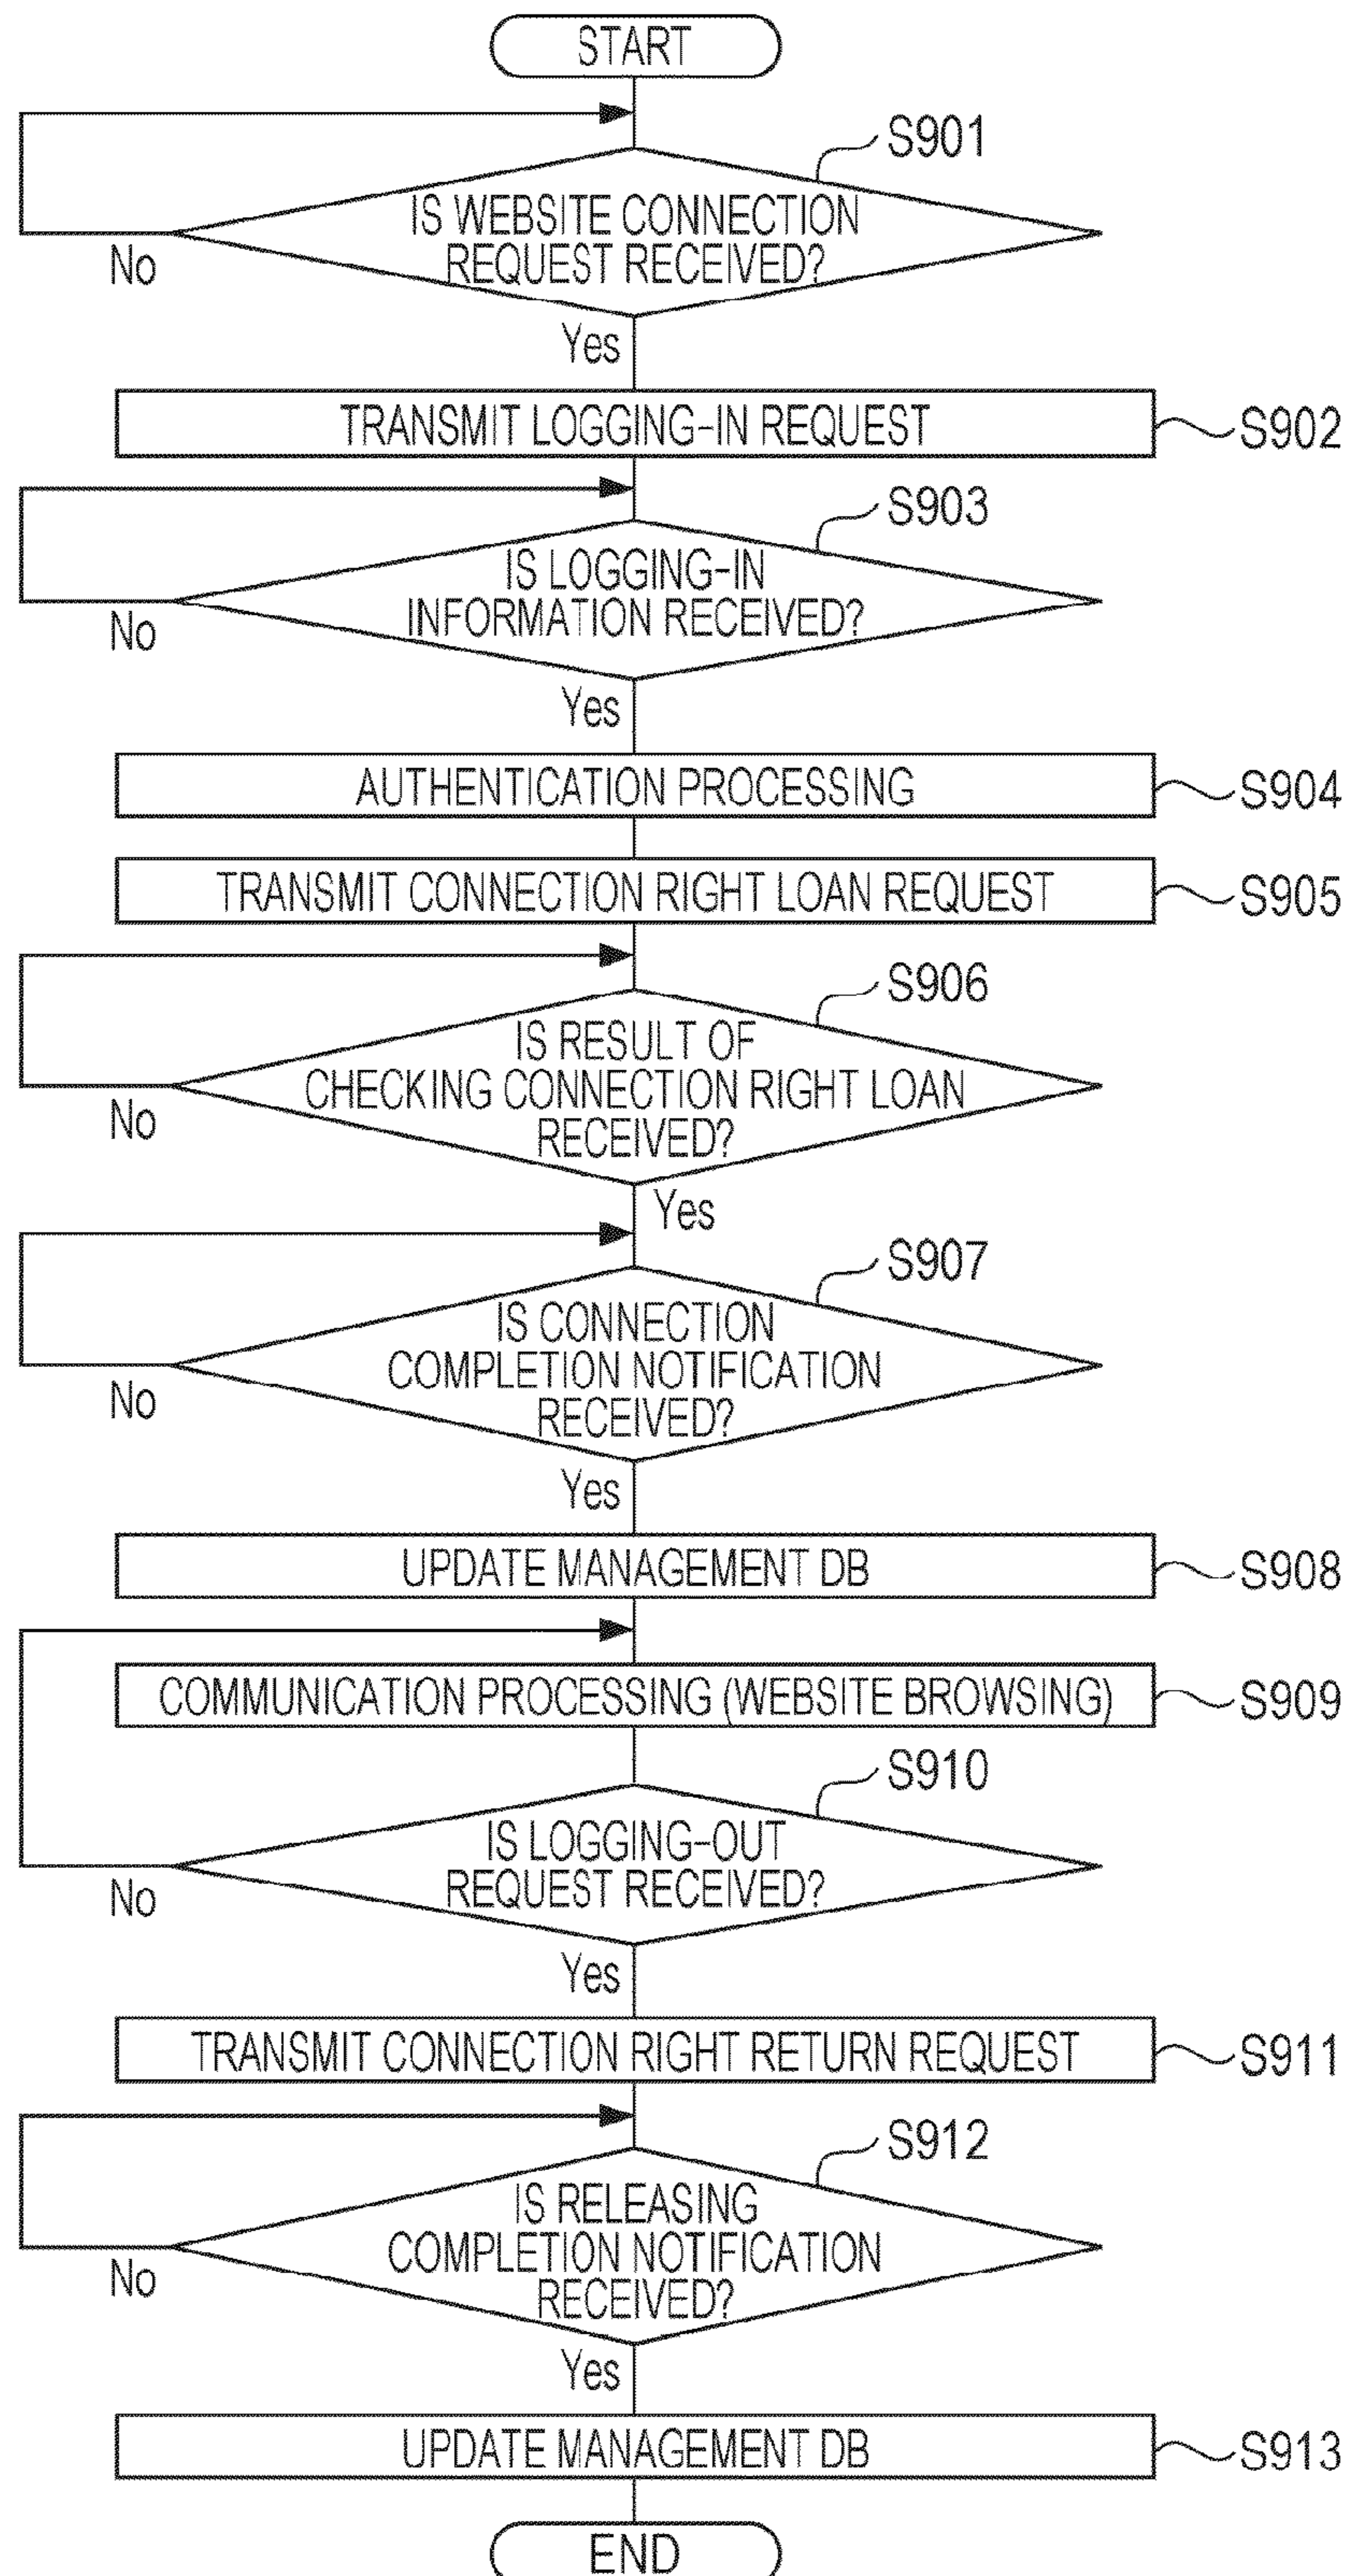 START
S901
IS WEBSITE CONNECTION
REQUEST RECEIVED?
No
Yes
TRANSMIT LOGGING-IN REQUEST
S902
S903
IS LOGGING-IN
INFORMATION RECEIVED?
No
Yes
AUTHENTICATION PROCESSING
S904
TRANSMIT CONNECTION RIGHT LOAN REQUEST
S905
S906
IS RESULT OF
CHECKING CONNECTION RIGHT LOAN
RECEIVED?
No
Yes
S907
IS CONNECTION
COMPLETION NOTIFICATION
RECEIVED?
No
Yes
UPDATE MANAGEMENT DB
S908
COMMUNICATION PROCESSING (WEBSITE BROWSING)
S909
S910
IS LOGGING-OUT
REQUEST RECEIVED?
No
Yes
TRANSMIT CONNECTION RIGHT RETURN REQUEST
S911
S912
IS RELEASING
COMPLETION NOTIFICATION
RECEIVED?
No
Yes
UPDATE MANAGEMENT DB
S913
END